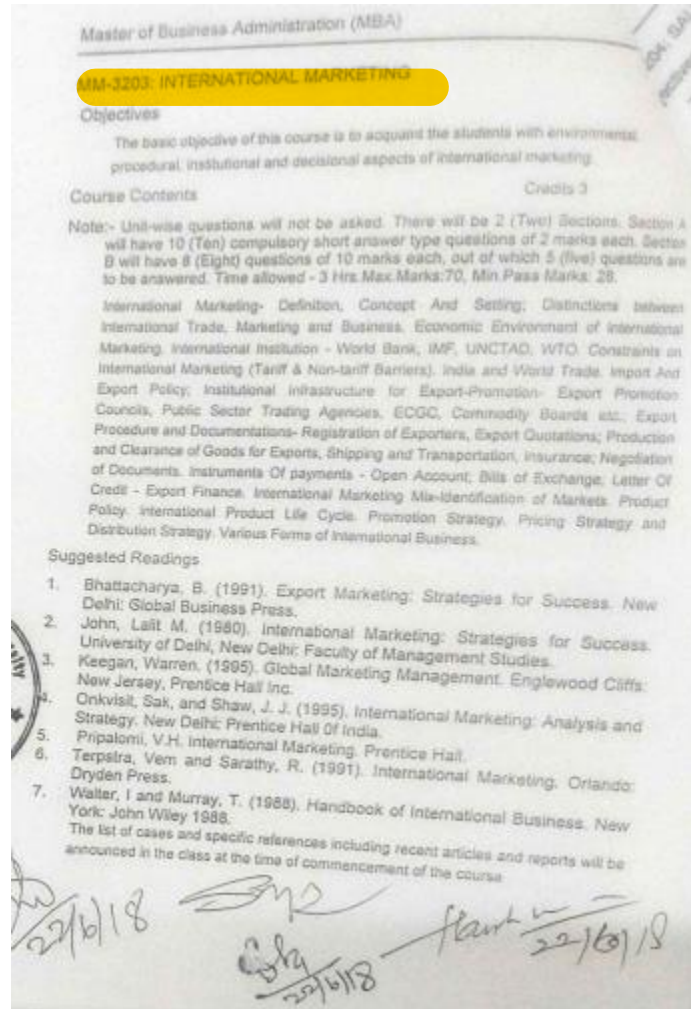 Master of Business Administration (MBA)
MM-3203: INTERNATIONAL MARKETING
Objectives
The basic objective of this course is to acquaint the students with environmental,
procedural, institutional and decisional aspects of international marketing.
Course Contents Credits 3
Note:- Unit-wise questions will not be asked. There will be 2 (Two) Sections. Section A
will have 10 (Ten) compulsory short answer type questions of 2 marks each. Section
B will have 8 (Eight) questions of 10 marks each, out of which 5 (five) questions are
to be answered. Time allowed - 3 Hrs. Max. Marks:70, Min. Pass Marks: 28.
International Marketing- Definition, Concept And Setting; Distinctions between
International Trade, Marketing and Business. Economic Environment of International
Marketing. International Institution - World Bank, IMF, UNCTAD, WTO. Constraints on
International Marketing (Tariff & Non-tariff Barriers). India and World Trade. Import And
Export Policy; Institutional Infrastructure for Export-Promotion- Export Promotion
Councils, Public Sector Trading Agencies, ECGC, Commodity Boards etc.; Export
Procedure and Documentations- Registration of Exporters, Export Quotations; Production
and Clearance of Goods for Exports, Shipping and Transportation, Insurance; Negotiation
of Documents. Instruments Of payments - Open Account, Bills of Exchange; Letter Of
Credit - Export Finance. International Marketing Mix-Identification of Markets. Product
Policy. International Product Life Cycle. Promotion Strategy. Pricing Strategy and
Distribution Strategy. Various Forms of International Business.
Suggested Readings
1. Bhattacharya, B. (1991). Export Marketing: Strategies for Success. New
Delhi: Global Business Press.
2. John, Lalit M. (1980). International Marketing: Strategies for Success.
University of Delhi, New Delhi: Faculty of Management Studies.
3. Keegan, Warren. (1995). Global Marketing Management. Englewood Cliffs:
New Jersey, Prentice Hall Inc.
4. Onkvisit, Sak, and Shaw, J. J. (1995). International Marketing: Analysis and
Strategy. New Delhi: Prentice Hall 0f India.
5. Pripalomi, V.H. International Marketing. Prentice Hall.
6. Terpstra, Vern and Sarathy, R. (1991). International Marketing. Orlando:
Dryden Press.
7. Walter, I and Murray, T. (1988). Handbook of International Business. New
York: John Wiley 1988.
The list of cases and specific references including recent articles and reports will be
announced in the class at the time of commencement of the course
22/6/18
22/6/18
22/6/18